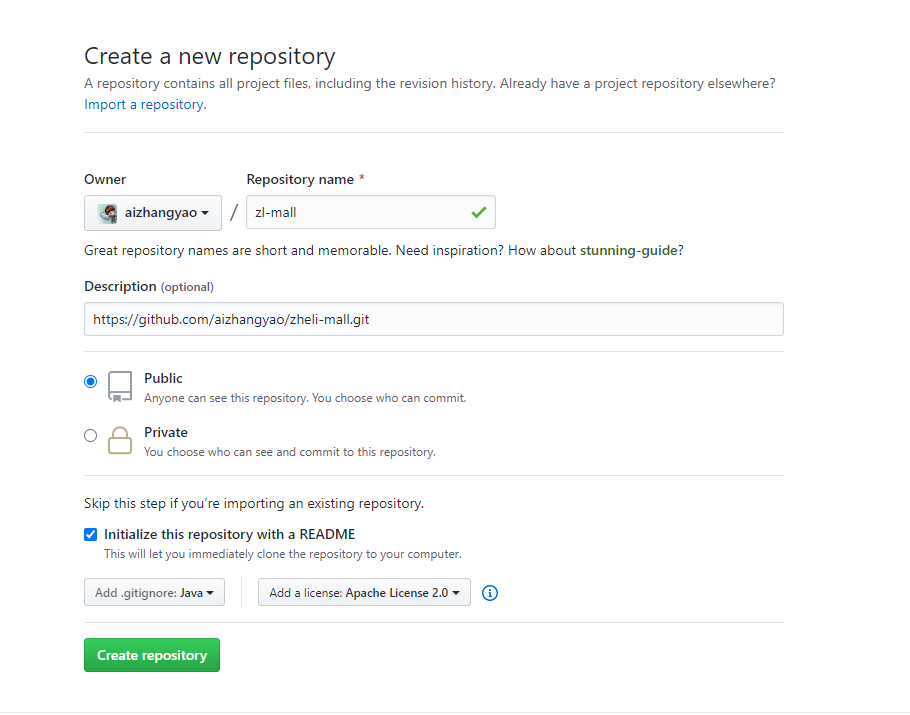 Create a new repository
A repository contains all project files, including the revision history. Already have a project repository elsewhere?
Import a repository.
Owner
Repository name *
aizhangyao
/
zl-mall
Great repository names are short and memorable. Need inspiration? How about stunning-guide?
Description (optional)
https://github.com/aizhangyao/zheli-mall.git
Public
Anyone can see this repository. You choose who can commit.
Private
You choose who can see and commit to this repository.
Skip this step if you’re importing an existing repository.
Initialize this repository with a README
This will let you immediately clone the repository to your computer.
Add .gitignore: Java
Add a license: Apache License 2.0
Create repository